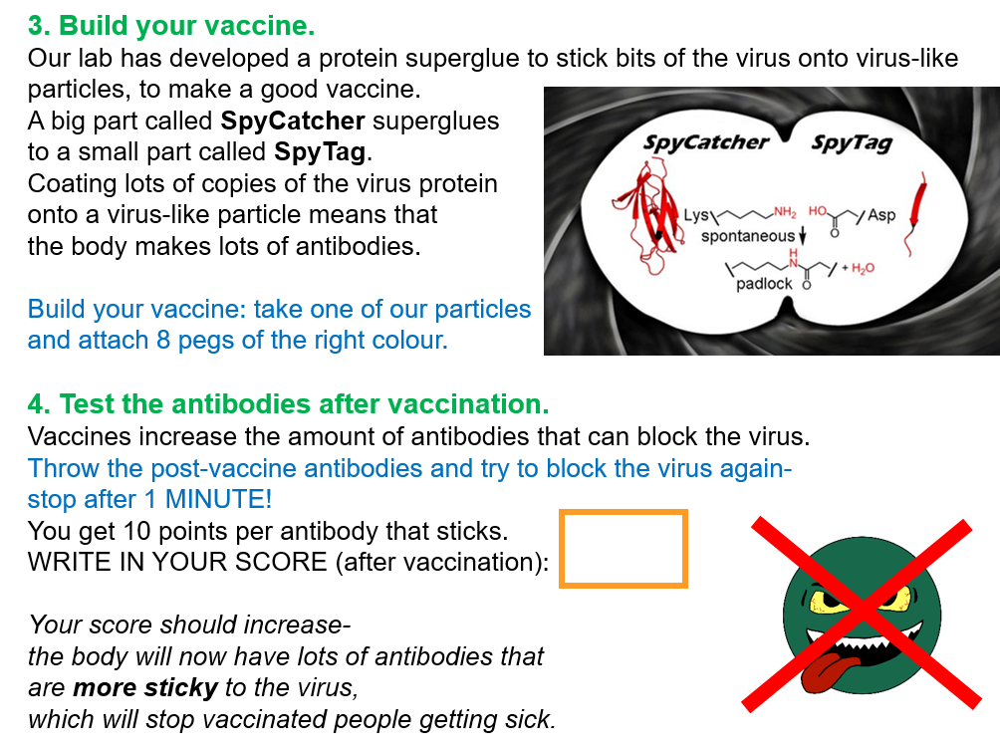 3. Build your vaccine.
Our lab has developed a protein superglue to stick bits of the virus onto virus-like
particles, to make a good vaccine.
A big part called SpyCatcher superglues
to a small part called SpyTag.
Coating lots of copies of the virus protein
onto a virus-like particle means that
the body makes lots of antibodies.
Build your vaccine: take one of our particles
and attach 8 pegs of the right colour.
SpyCatcher SpyTag
Lys NH₂ HO Asp
O
spontaneous
H
N + H₂O
padlock O
4. Test the antibodies after vaccination.
Vaccines increase the amount of antibodies that can block the virus.
Throw the post-vaccine antibodies and try to block the virus again-
stop after 1 MINUTE!
You get 10 points per antibody that sticks.
WRITE IN YOUR SCORE (after vaccination):
Your score should increase-
the body will now have lots of antibodies that
are more sticky to the virus,
which will stop vaccinated people getting sick.